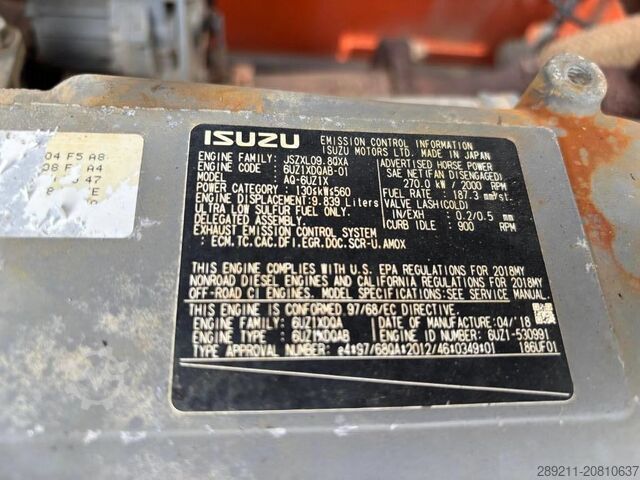 04 F5 A8
08 F A4
47
ISUZU
EMISSION CONTROL INFORMATION
ISUZU MOTORS LTD. MADE IN JAPAN
ENGINE FAMILY: JSZXL09.8QXA
ENGINE CODE: 6UZ1XDQAB-01
MODEL: AQ-6UZ1X
POWER CATEGORY : 130≤kW≤560
ENGINE DISPLACEMENT: 9.839 Liters
ULTRA LOW SULFUR FUEL ONLY.
DELEGATED ASSEMBLY.
EXHAUST EMISSION CONTROL SYSTEM
: ECM.TC.CAC.DFI.EGR.DOC.SCR-U.AMOX
ADVERTISED HORSE POWER
SAE NET(FAN DISENGAGED)
270.0 kW / 2000 RPM
FUEL RATE: 187.3 mm³/st.
VALVE LASH(COLD)
IN/EXH : 0.2/0.5 mm
CURB IDLE : 900 RPM
THIS ENGINE COMPLIES WITH U.S. EPA REGULATIONS FOR 2018MY
NONROAD DIESEL ENGINES AND CALIFORNIA REGULATIONS FOR 2018MY
OFF-ROAD CI ENGINES. MODEL SPECIFICATIONS:SEE SERVICE MANUAL.
THIS ENGINE IS CONFORMED:97/68/EC DIRECTIVE.
ENGINE FAMILY: 6UZ1XDQA
DATE OF MANUFACTURE:04/'18
ENGINE TYPE : 6UZ1XDQAB
ENGINE ID NUMBER: 6UZ1-530991
TYPE APPROVAL NUMBER: e4*97/68QA*2012/46*0349*01
186UF01
289211-20810637